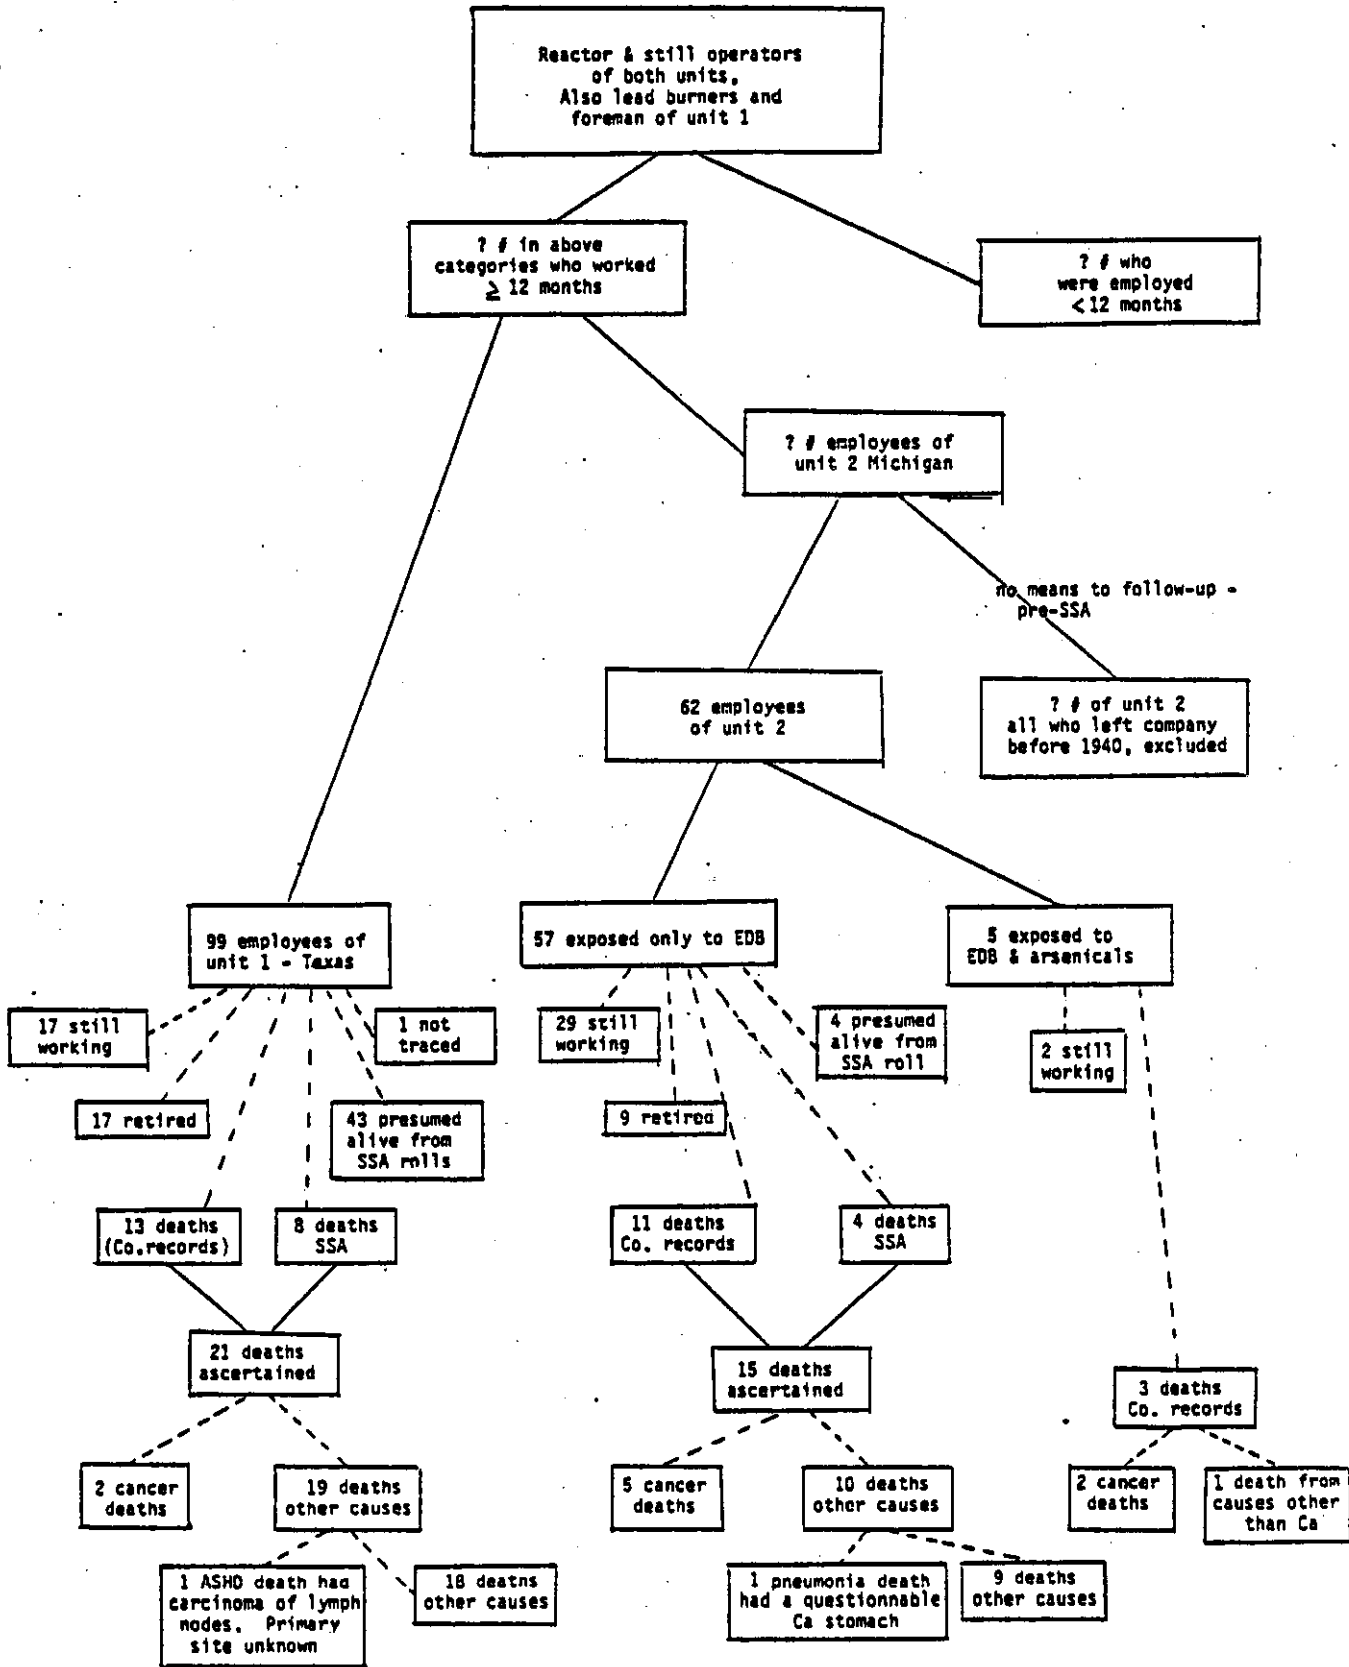 Reactor & still operators
of both units.
Also lead burners and
foreman of unit 1
? # in above
categories who worked
≥ 12 months
? # who
were employed
< 12 months
? # employees of
unit 2 Michigan
no means to follow-up -
pre-SSA
62 employees
of unit 2
? # of unit 2
all who left company
before 1940, excluded
99 employees of
unit 1 - Texas
57 exposed only to EDB
5 exposed to
EDB & arsenicals
17 still
working
1 not
traced
29 still
working
4 presumed
alive from
SSA roll
2 still
working
17 retired
43 presumed
alive from
SSA rolls
9 retired
13 deaths
(Co.records)
8 deaths
SSA
11 deaths
Co. records
4 deaths
SSA
21 deaths
ascertained
15 deaths
ascertained
3 deaths
Co. records
2 cancer
deaths
19 deaths
other causes
5 cancer
deaths
10 deaths
other causes
2 cancer
deaths
1 death from
causes other
than Ca
1 ASHD death had
carcinoma of lymph
nodes. Primary
site unknown
18 deatns
other causes
1 pneumonia death
had a questionnable
Ca stomach
9 deaths
other causes